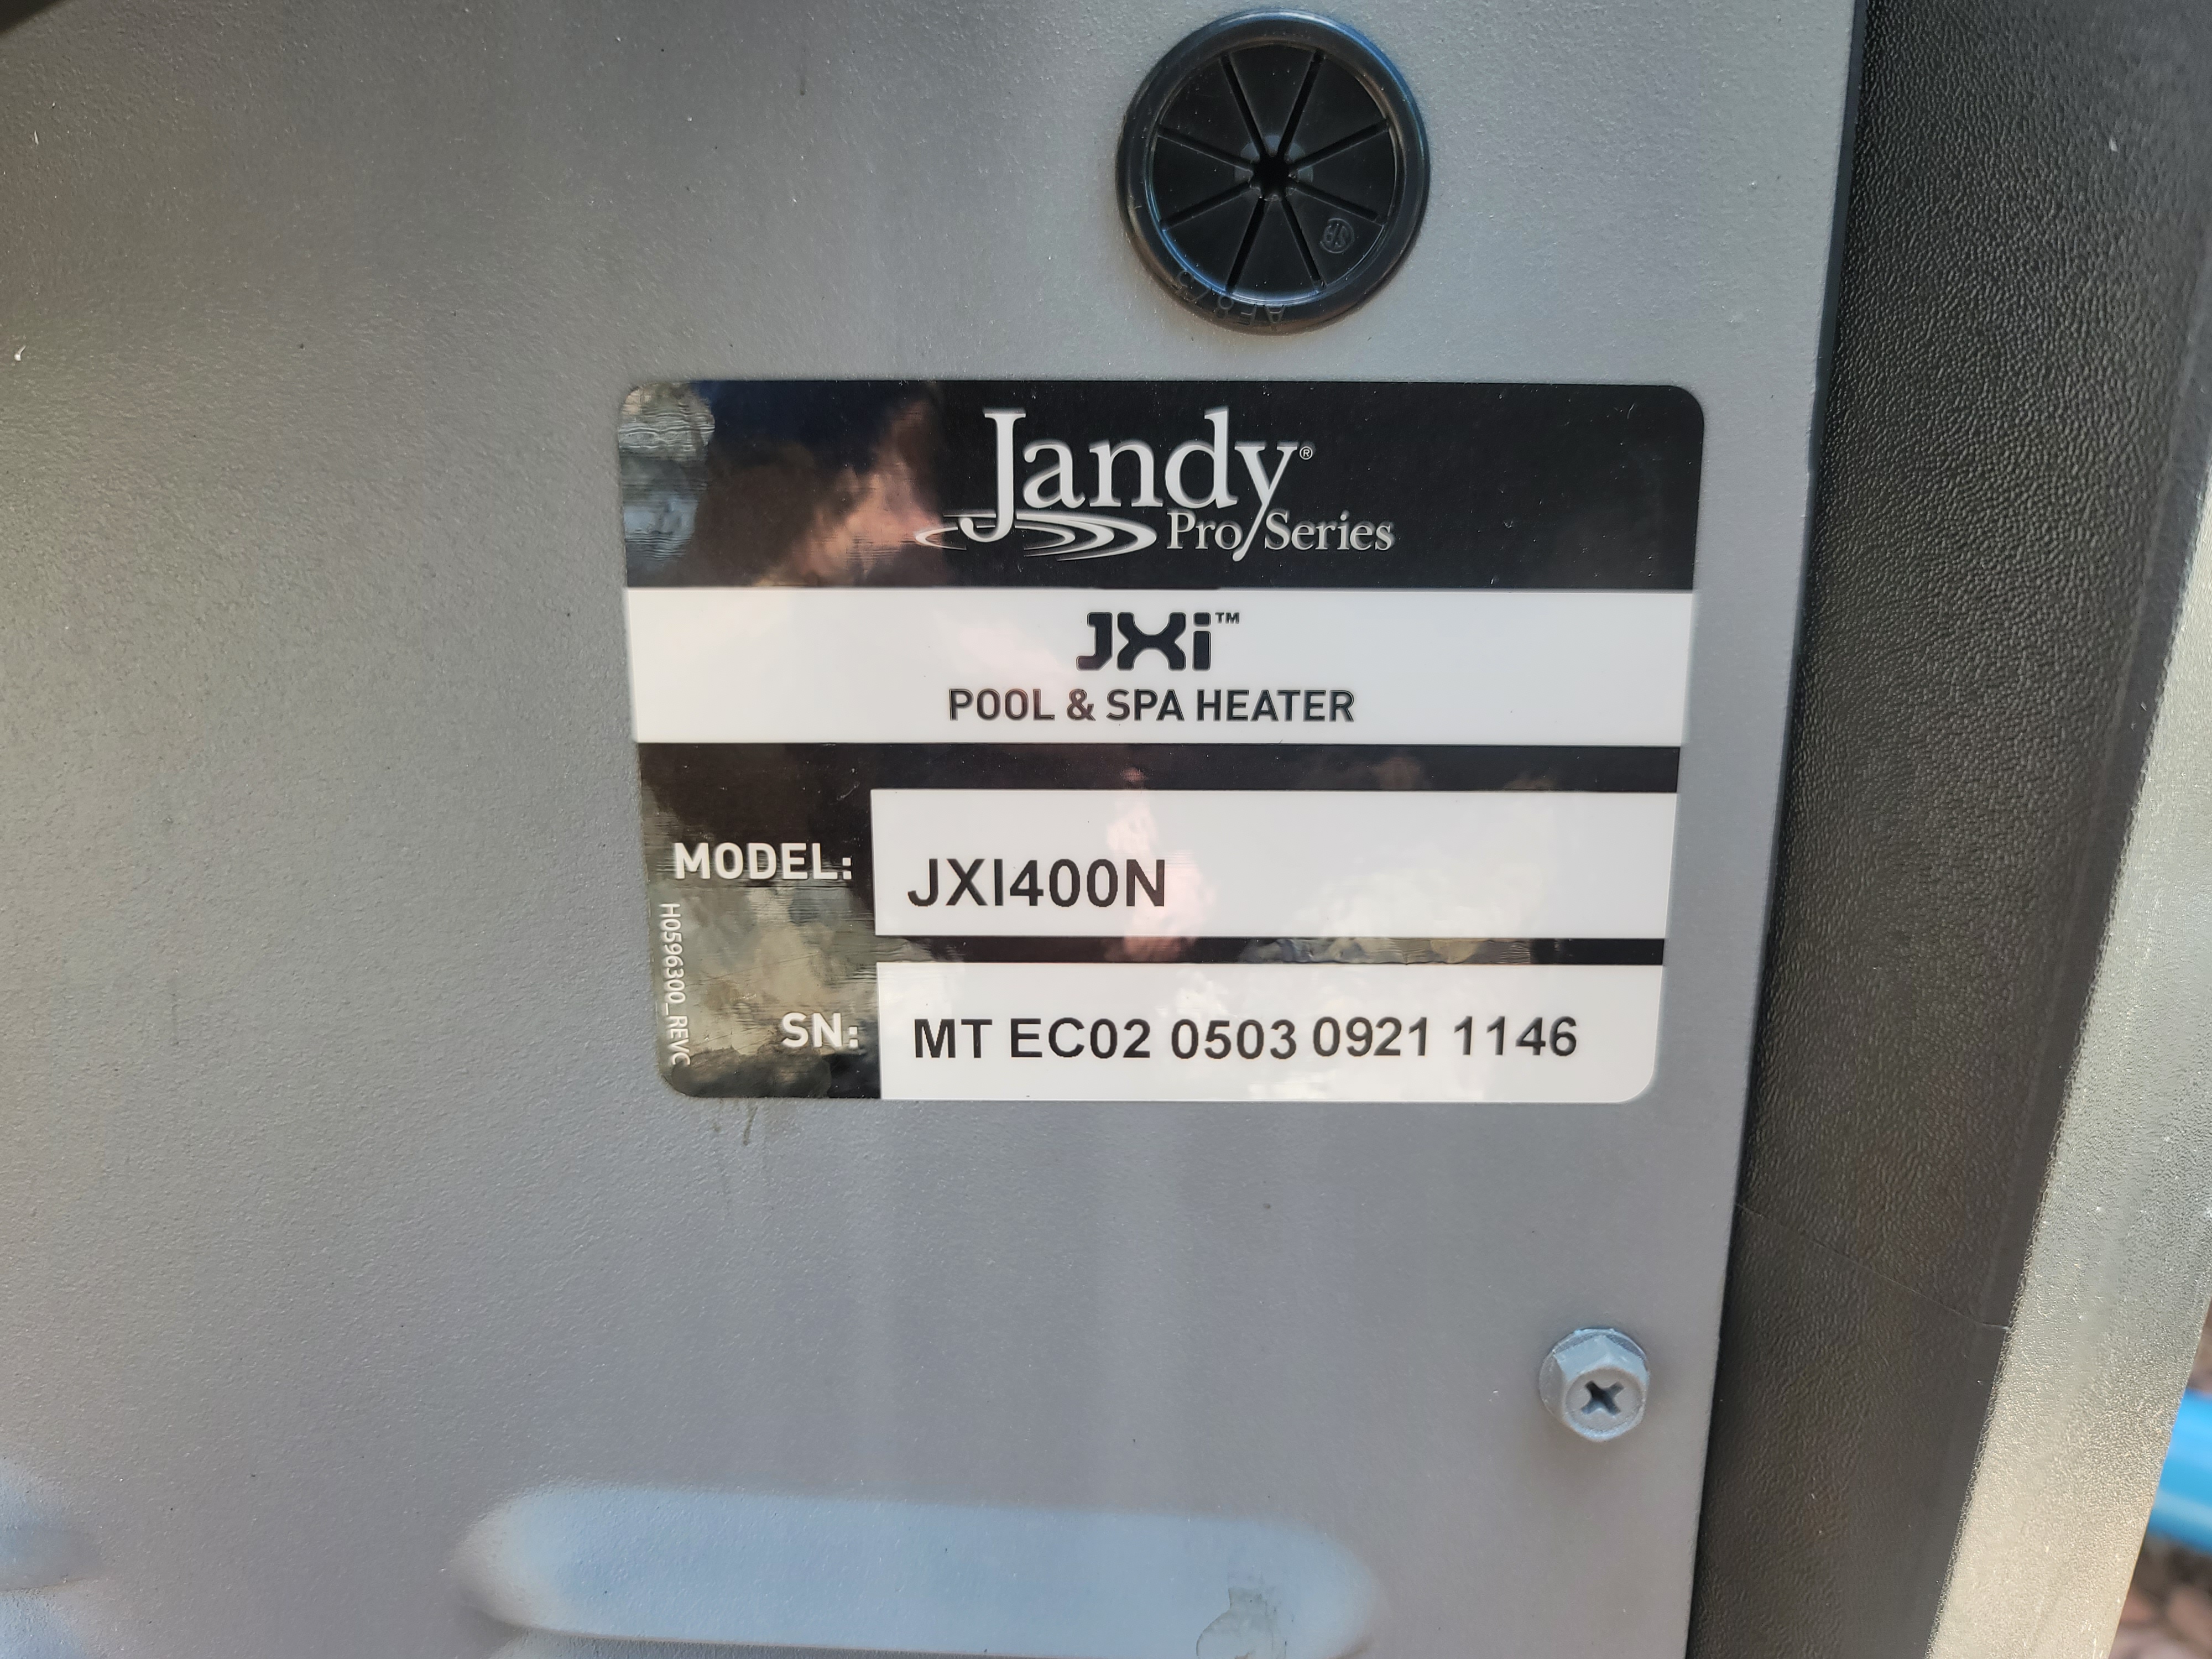 Jandy®
Pro Series
JXi™
POOL & SPA HEATER
MODEL: JXI400N
SN: MT EC02 0503 0921 1146
H0596300_REVC